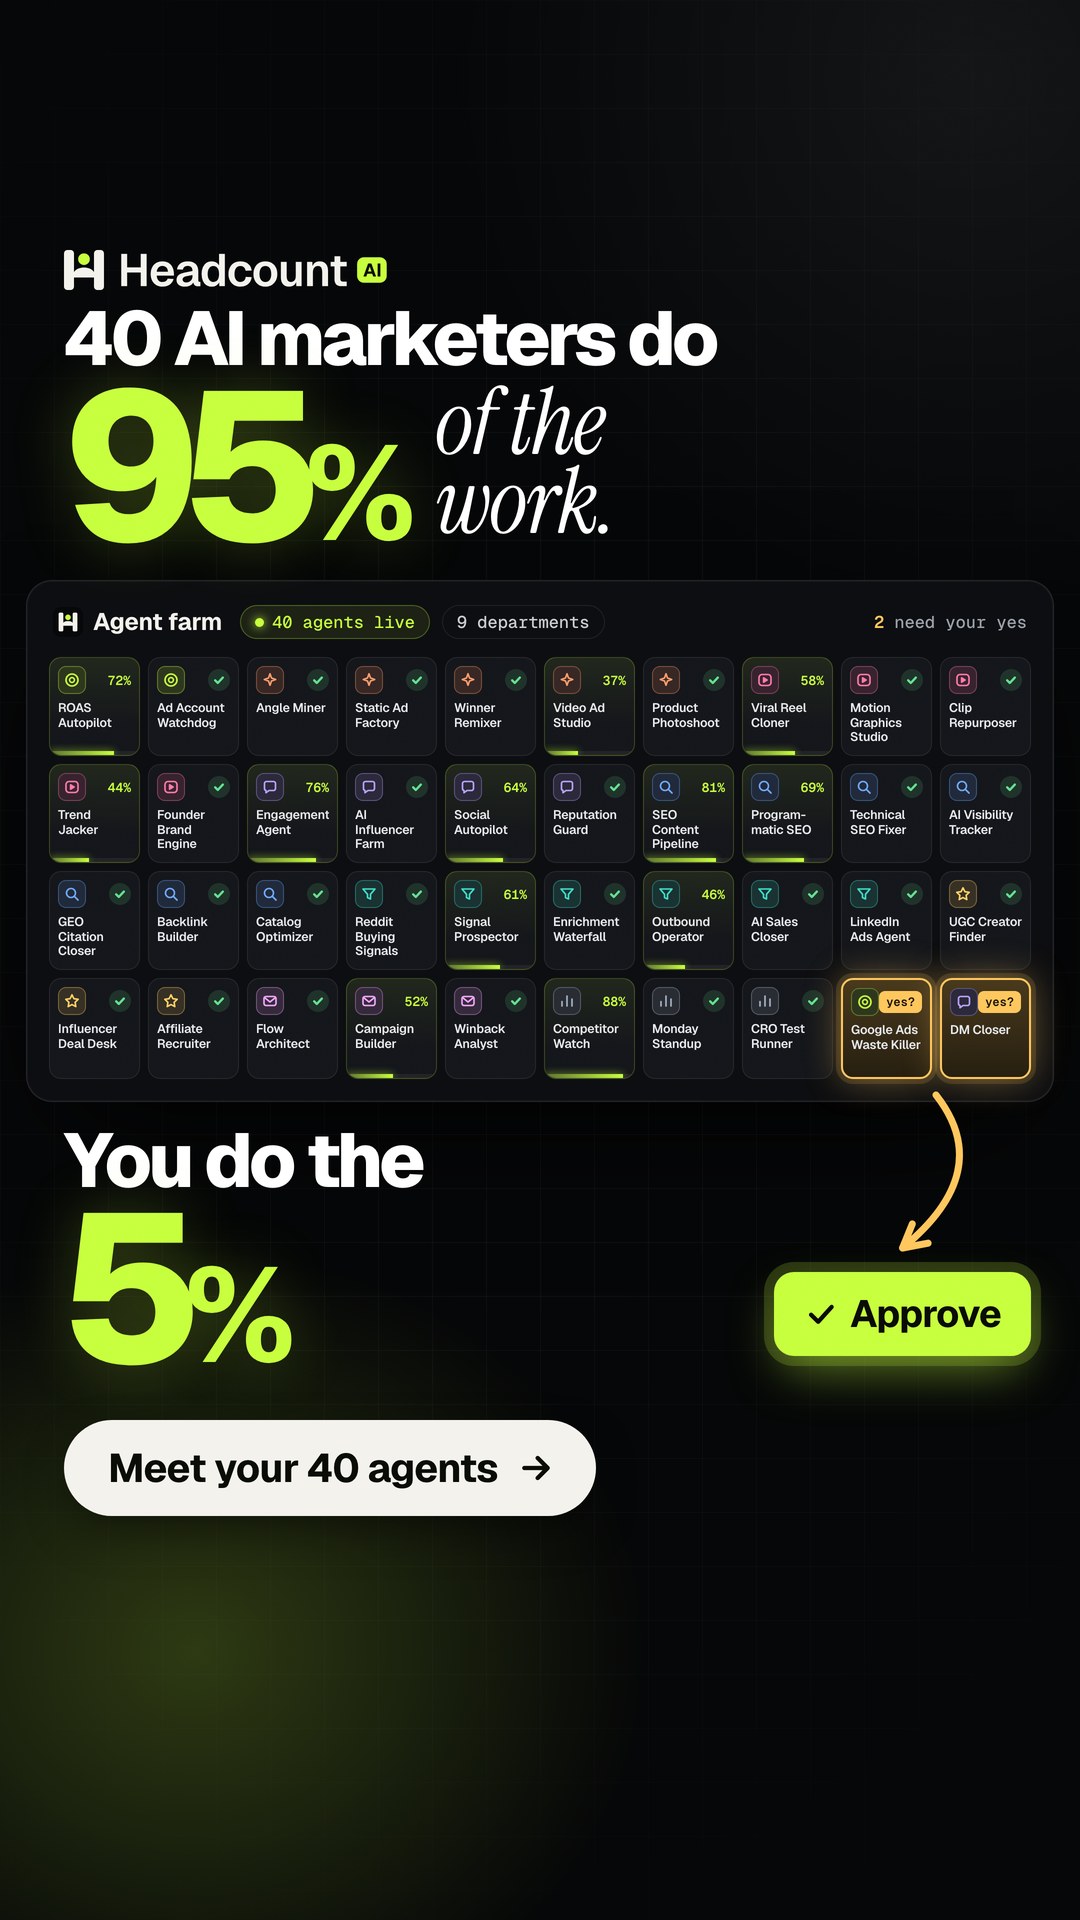 Headcount AI
40 AI marketers do
95% of the
work.
Agent farm
40 agents live
9 departments
2 need your yes
72%
ROAS
Autopilot
Ad Account
Watchdog
Angle Miner
Static Ad
Factory
Winner
Remixer
37%
Video Ad
Studio
Product
Photoshoot
58%
Viral Reel
Cloner
Motion
Graphics
Studio
Clip
Repurposer
44%
Trend
Jacker
Founder
Brand
Engine
76%
Engagement
Agent
AI
Influencer
Farm
64%
Social
Autopilot
Reputation
Guard
81%
SEO
Content
Pipeline
69%
Program-
matic SEO
Technical
SEO Fixer
AI Visibility
Tracker
GEO
Citation
Closer
Backlink
Builder
Catalog
Optimizer
Reddit
Buying
Signals
61%
Signal
Prospector
Enrichment
Waterfall
46%
Outbound
Operator
AI Sales
Closer
LinkedIn
Ads Agent
UGC Creator
Finder
Influencer
Deal Desk
Affiliate
Recruiter
Flow
Architect
52%
Campaign
Builder
Winback
Analyst
88%
Competitor
Watch
Monday
Standup
CRO Test
Runner
yes?
Google Ads
Waste Killer
yes?
DM Closer
You do the
5%
Approve
Meet your 40 agents